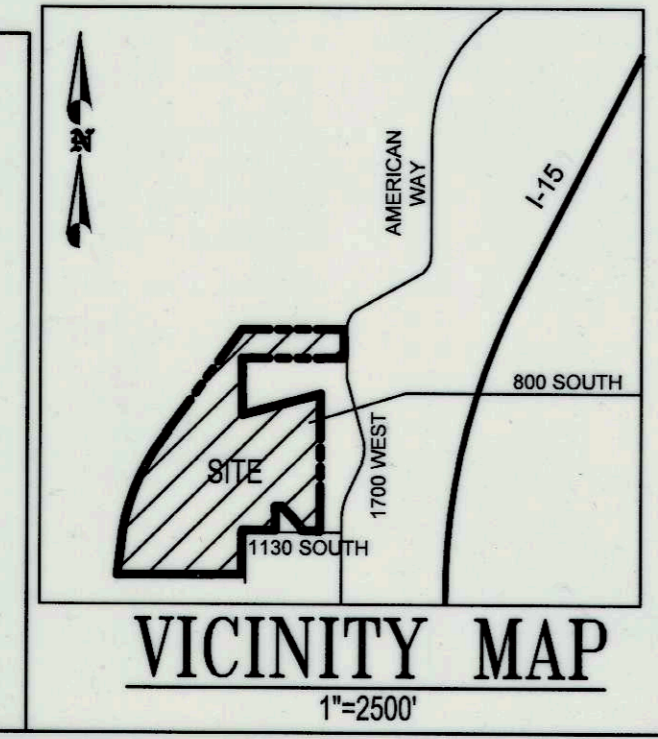 N
AMERICAN
WAY
I-15
800 SOUTH
1700 WEST
SITE
1130 SOUTH
VICINITY MAP
1"=2500'